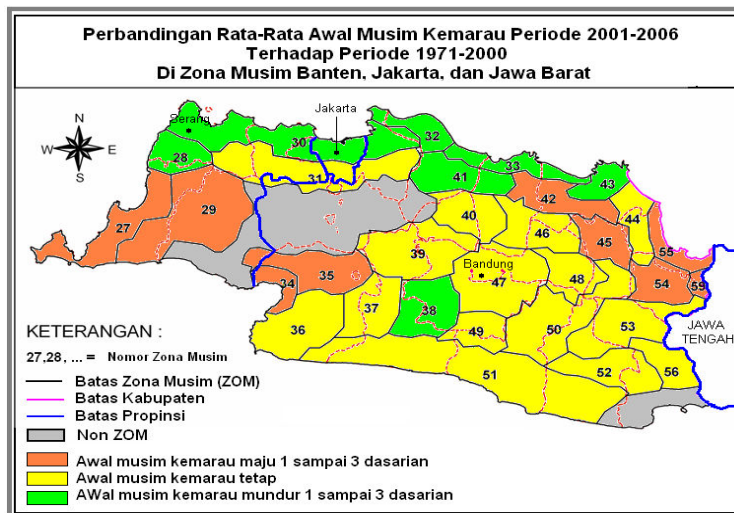 Perbandingan Rata-Rata Awal Musim Kemarau Periode 2001-2006
Terhadap Periode 1971-2000
Di Zona Musim Banten, Jakarta, dan Jawa Barat
N
W E
S
Serang
Jakarta
Bandung
JAWA
TENGAH
27
28
29
30
31
32
33
34
35
36
37
38
39
40
41
42
43
44
45
46
47
48
49
50
51
52
53
54
55
56
59
KETERANGAN :
27,28, ... = Nomor Zona Musim
Batas Zona Musim (ZOM)
Batas Kabupaten
Batas Propinsi
Non ZOM
Awal musim kemarau maju 1 sampai 3 dasarian
Awal musim kemarau tetap
AWal musim kemarau mundur 1 sampai 3 dasarian